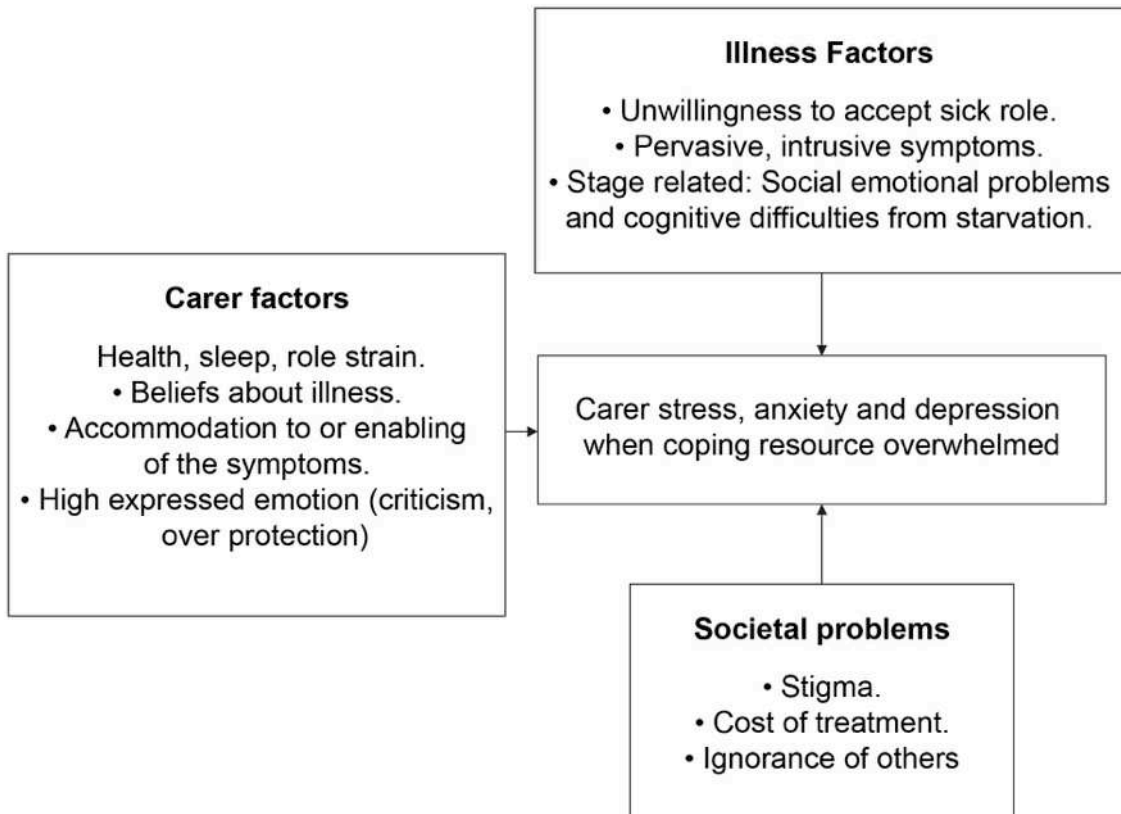 Illness Factors
• Unwillingness to accept sick role.
• Pervasive, intrusive symptoms.
• Stage related: Social emotional problems
and cognitive difficulties from starvation.
Carer factors
Health, sleep, role strain.
• Beliefs about illness.
• Accommodation to or enabling
of the symptoms.
• High expressed emotion (criticism,
over protection)
Carer stress, anxiety and depression
when coping resource overwhelmed
Societal problems
• Stigma.
• Cost of treatment.
• Ignorance of others